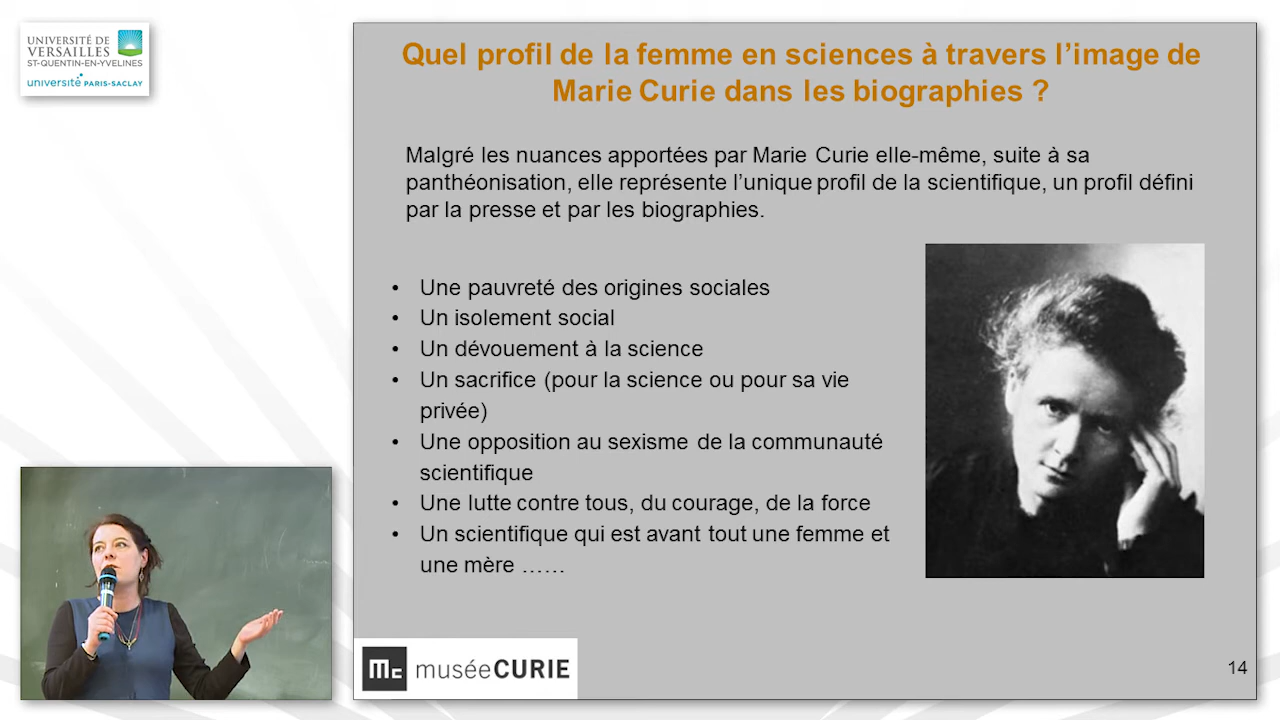 UNIVERSITÉ DE
VERSAILLES
ST-QUENTIN-EN-YVELINES
université PARIS-SACLAY
Quel profil de la femme en sciences à travers l’image de
Marie Curie dans les biographies ?
Malgré les nuances apportées par Marie Curie elle-même, suite à sa
panthéonisation, elle représente l’unique profil de la scientifique, un profil défini
par la presse et par les biographies.
• Une pauvreté des origines sociales
• Un isolement social
• Un dévouement à la science
• Un sacrifice (pour la science ou pour sa vie
privée)
• Une opposition au sexisme de la communauté
scientifique
• Une lutte contre tous, du courage, de la force
• Un scientifique qui est avant tout une femme et
une mère ……
Mc muséeCURIE
14